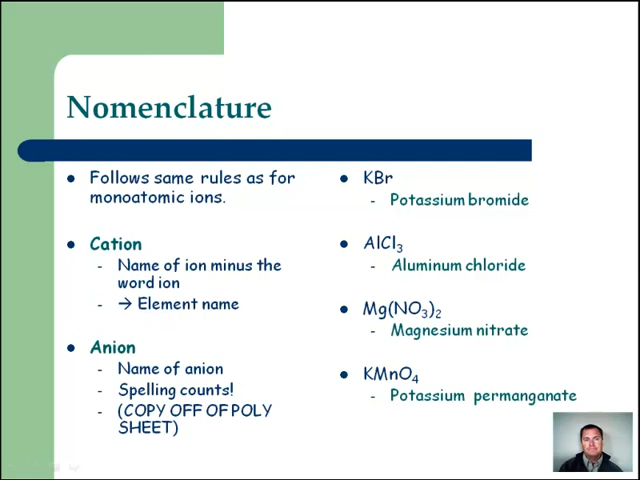 Nomenclature
Follows same rules as for
monoatomic ions.
Cation
- Name of ion minus the
word ion
- → Element name
Anion
- Name of anion
- Spelling counts!
- (COPY OFF OF POLY
SHEET)
KBr
- Potassium bromide
AlCl₃
- Aluminum chloride
Mg(NO₃)₂
- Magnesium nitrate
KMnO₄
- Potassium permanganate